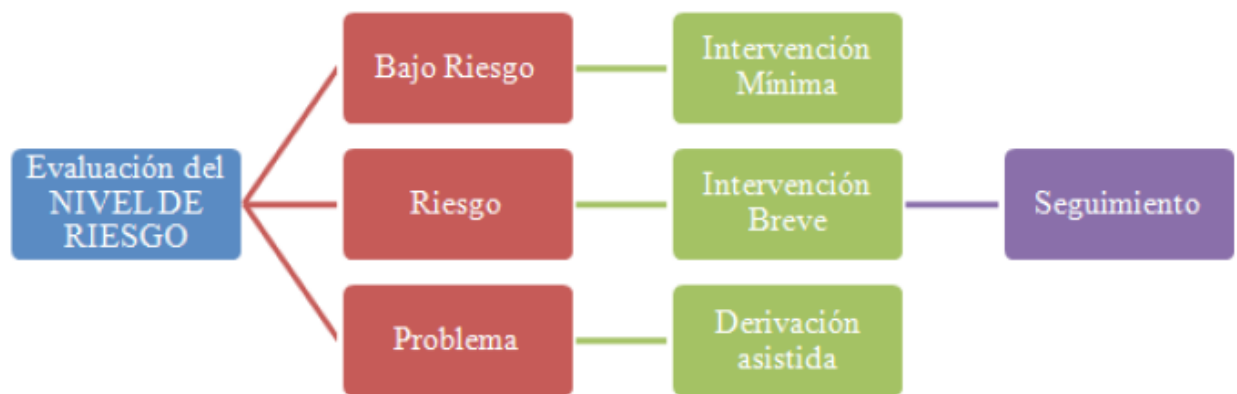 Evaluación del
NIVEL DE
RIESGO
Bajo Riesgo
Intervención
Mínima
Riesgo
Intervención
Breve
Seguimiento
Problema
Derivación
asistida